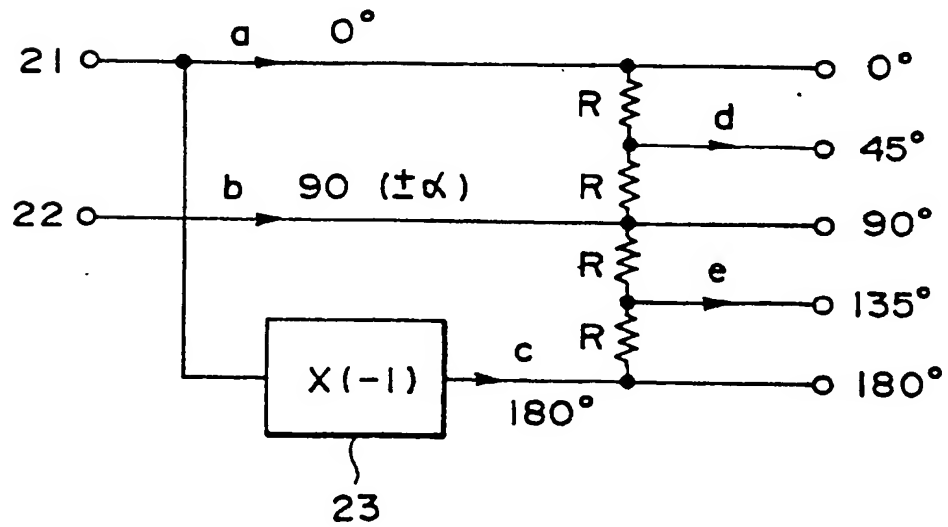 21 a 0° 0°
R d 45°
22 b 90 (±α) 90°
R
R e 135°
R
X(-1) c 180°
180°
23